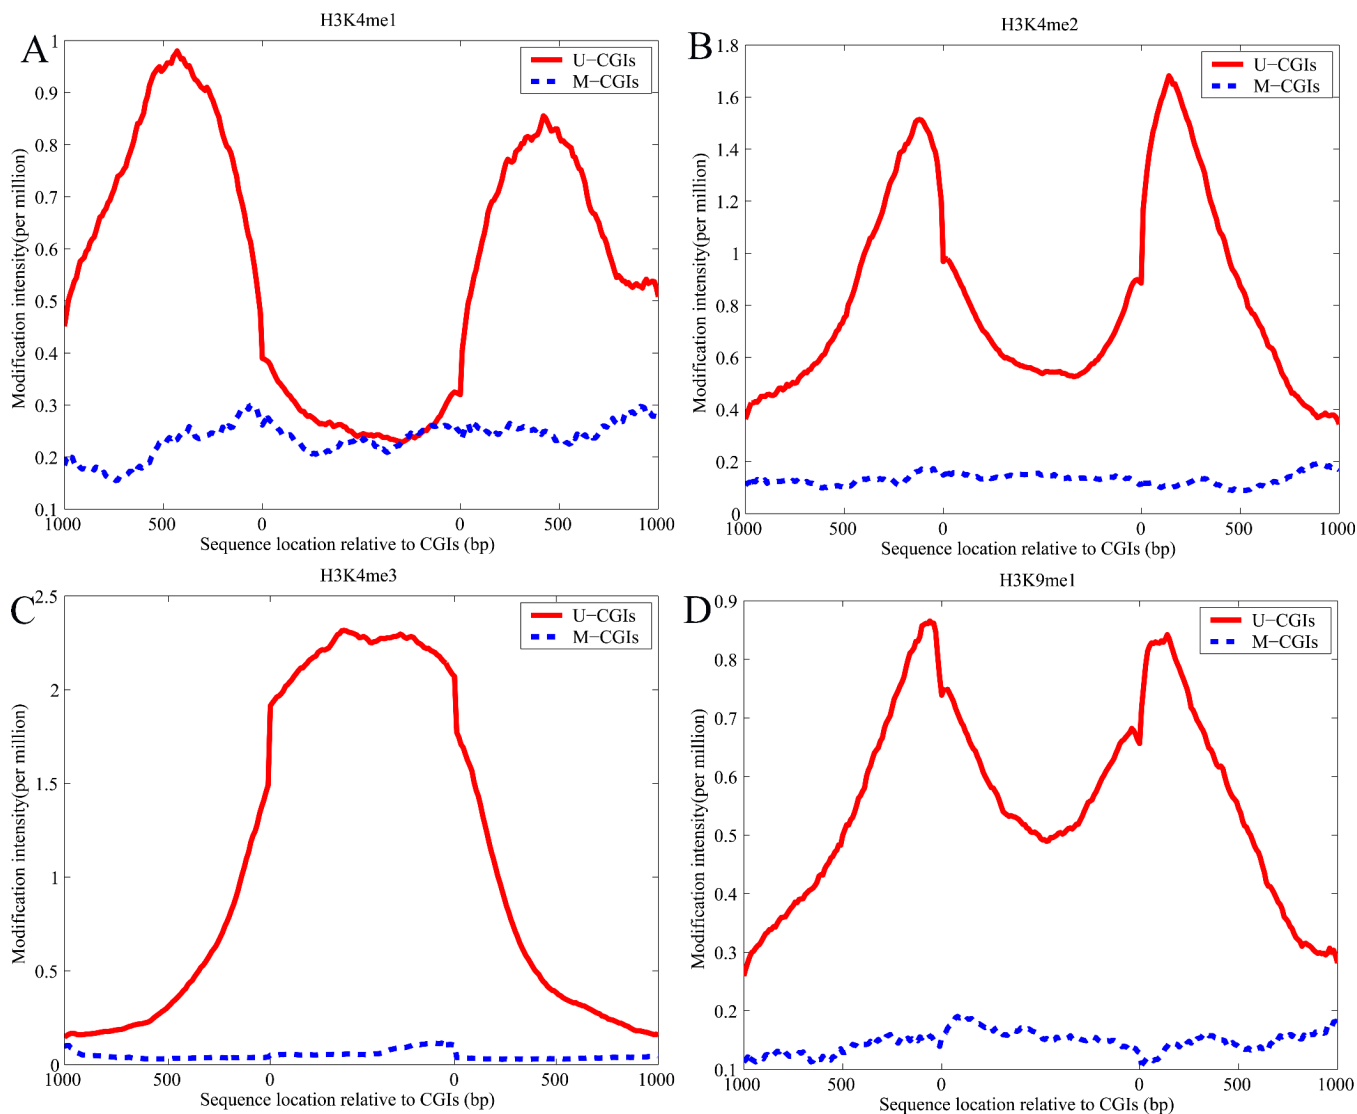 A
H3K4me1
U−CGIs
M−CGIs
Modification intensity(per million)
1
0.9
0.8
0.7
0.6
0.5
0.4
0.3
0.2
0.1
1000 500 0 0 500 1000
Sequence location relative to CGIs (bp)
B
H3K4me2
U−CGIs
M−CGIs
Modification intensity(per million)
1.8
1.6
1.4
1.2
1
0.8
0.6
0.4
0.2
0
1000 500 0 0 500 1000
Sequence location relative to CGIs (bp)
C
H3K4me3
U−CGIs
M−CGIs
Modification intensity(per million)
2.5
2
1.5
1
0.5
0
1000 500 0 0 500 1000
Sequence location relative to CGIs (bp)
D
H3K9me1
U−CGIs
M−CGIs
Modification intensity(per million)
0.9
0.8
0.7
0.6
0.5
0.4
0.3
0.2
0.1
1000 500 0 0 500 1000
Sequence location relative to CGIs (bp)